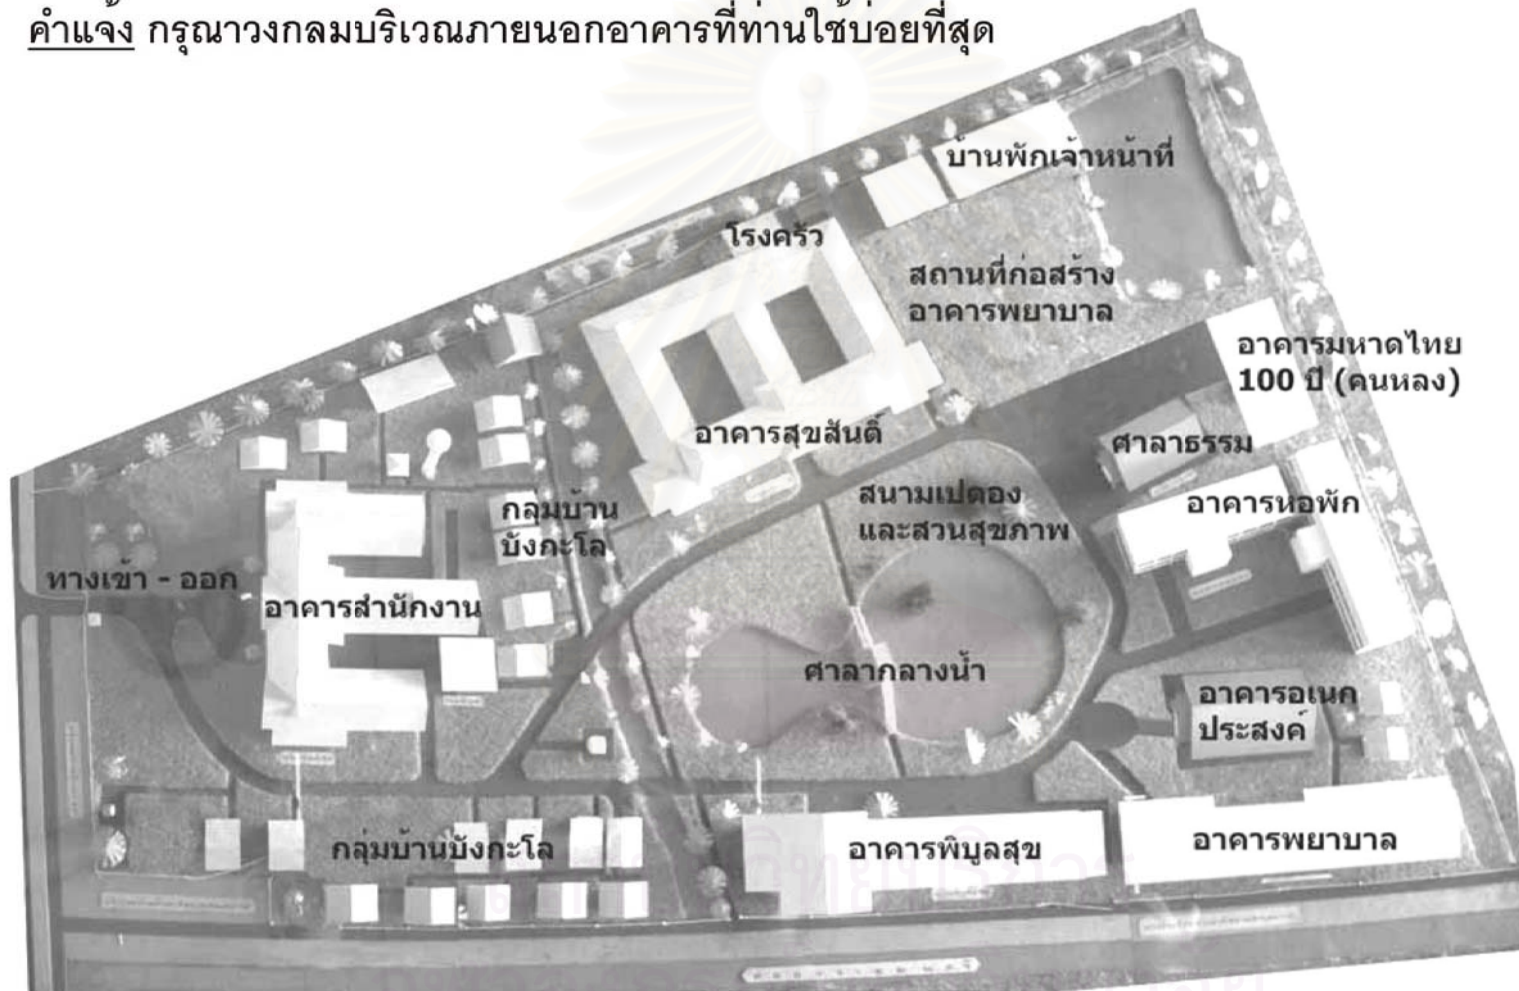 คำแจ้ง กรุณาวงกลมบริเวณภายนอกอาคารที่ท่านใช้บ่อยที่สุด
บ้านพักเจ้าหน้าที่
โรงครัว
สถานที่ก่อสร้าง
อาคารพยาบาล
อาคารมหาดไทย
100 ปี (คนหลง)
อาคารสุขสันต์
ศาลาธรรม
สนามเปตอง
และสวนสุขภาพ
อาคารหอพัก
กลุ่มบ้าน
บังกะโล
ทางเข้า - ออก
อาคารสำนักงาน
ศาลากลางน้ำ
อาคารอเนก
ประสงค์
กลุ่มบ้านบังกะโล
อาคารพิบูลสุข
อาคารพยาบาล